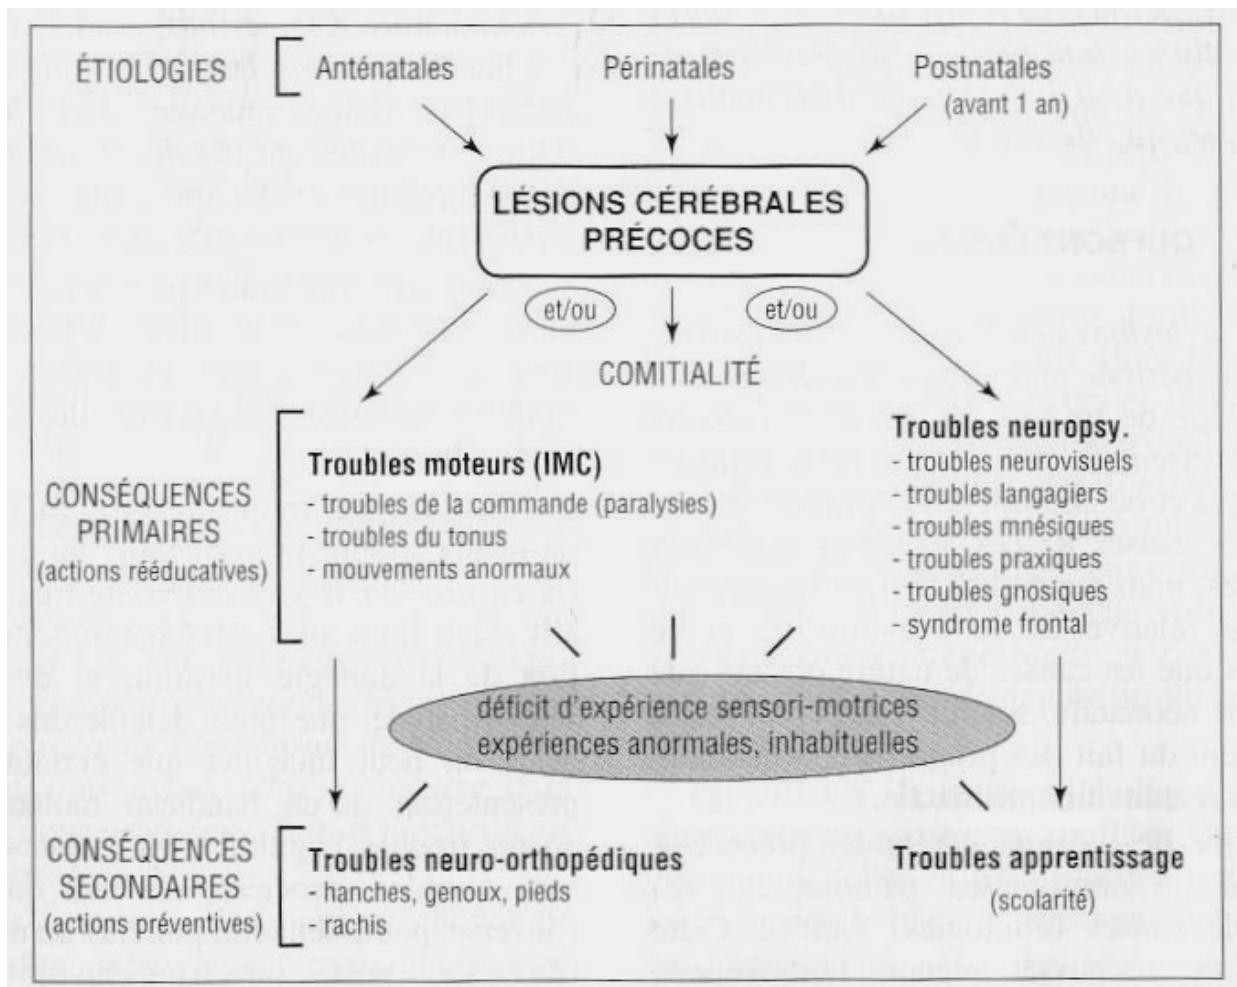 ÉTIOLOGIES
Anténatales
Périnatales
Postnatales
(avant 1 an)
LÉSIONS CÉRÉBRALES
PRÉCOCES
et/ou
et/ou
COMITIALITÉ
CONSÉQUENCES
PRIMAIRES
(actions rééducatives)
Troubles moteurs (IMC)
- troubles de la commande (paralysies)
- troubles du tonus
- mouvements anormaux
Troubles neuropsy.
- troubles neurovisuels
- troubles langagiers
- troubles mnésiques
- troubles praxiques
- troubles gnosiques
- syndrome frontal
déficit d'expérience sensori-motrices
expériences anormales, inhabituelles
CONSÉQUENCES
SECONDAIRES
(actions préventives)
Troubles neuro-orthopédiques
- hanches, genoux, pieds
- rachis
Troubles apprentissage
(scolarité)